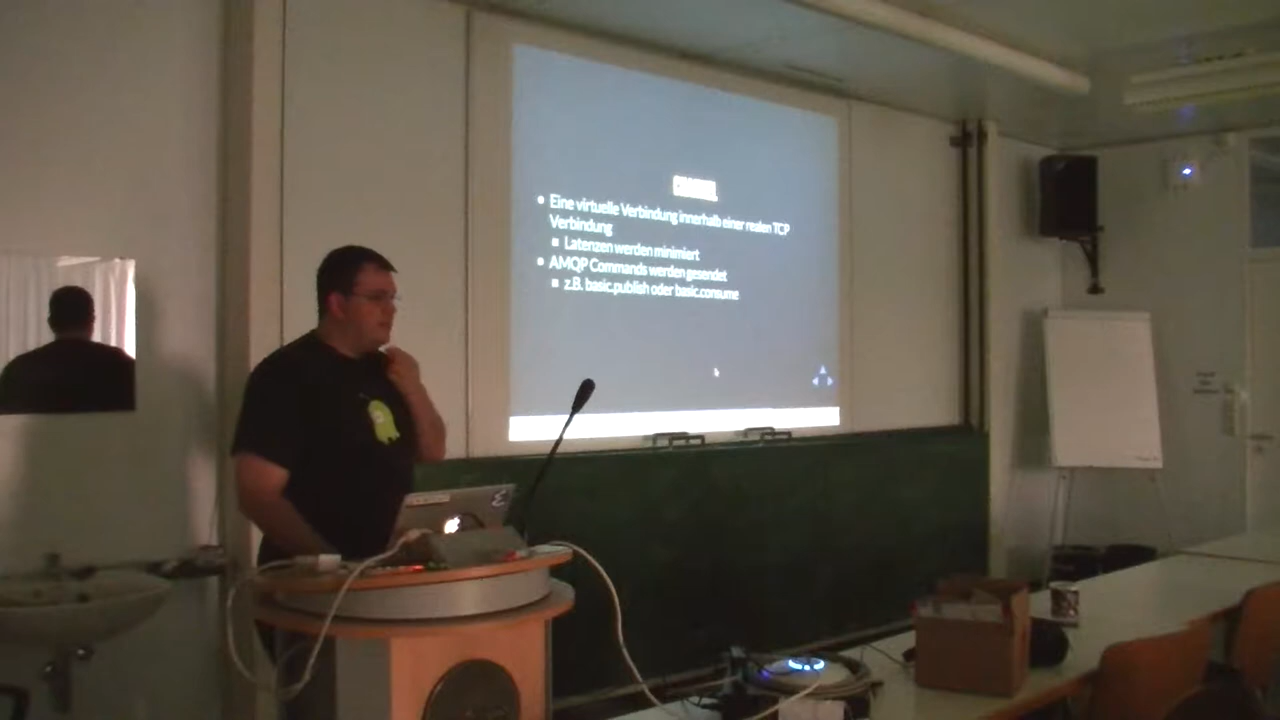 Eine virtuelle Verbindung innerhalb einer realen TCP
Verbindung
Latenzen werden minimiert
AMQP Commands werden gesendet
z.B. basic.publish oder basic.consume